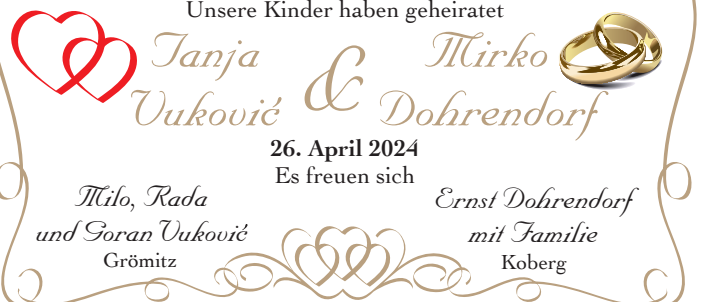 Unsere Kinder haben geheiratet
Tanja Vuković & Mirko Dohrendorf
26. April 2024
Es freuen sich
Milo, Rada
und Goran Vuković
Grömitz
Ernst Dohrendorf
mit Familie
Koberg